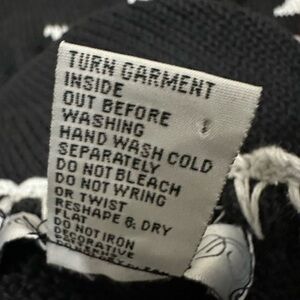 TURN GARMENT
INSIDE
OUT BEFORE
WASHING
HAND WASH COLD
SEPARATELY
DO NOT BLEACH
DO NOT WRING
OR TWIST
RESHAPE & DRY
FLAT
DO NOT IRON
DECORATIVE